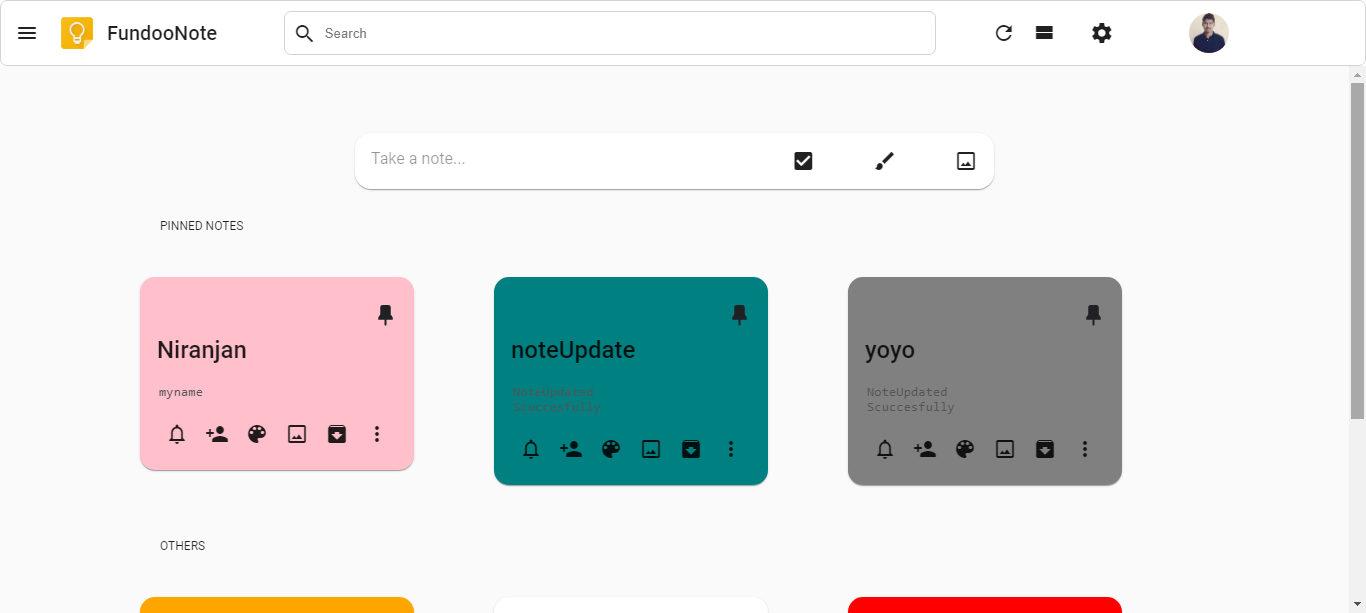 FundooNote
Search
Take a note...
PINNED NOTES
Niranjan
myname
noteUpdate
NoteUpdated
Scuccesfully
yoyo
NoteUpdated
Scuccesfully
OTHERS